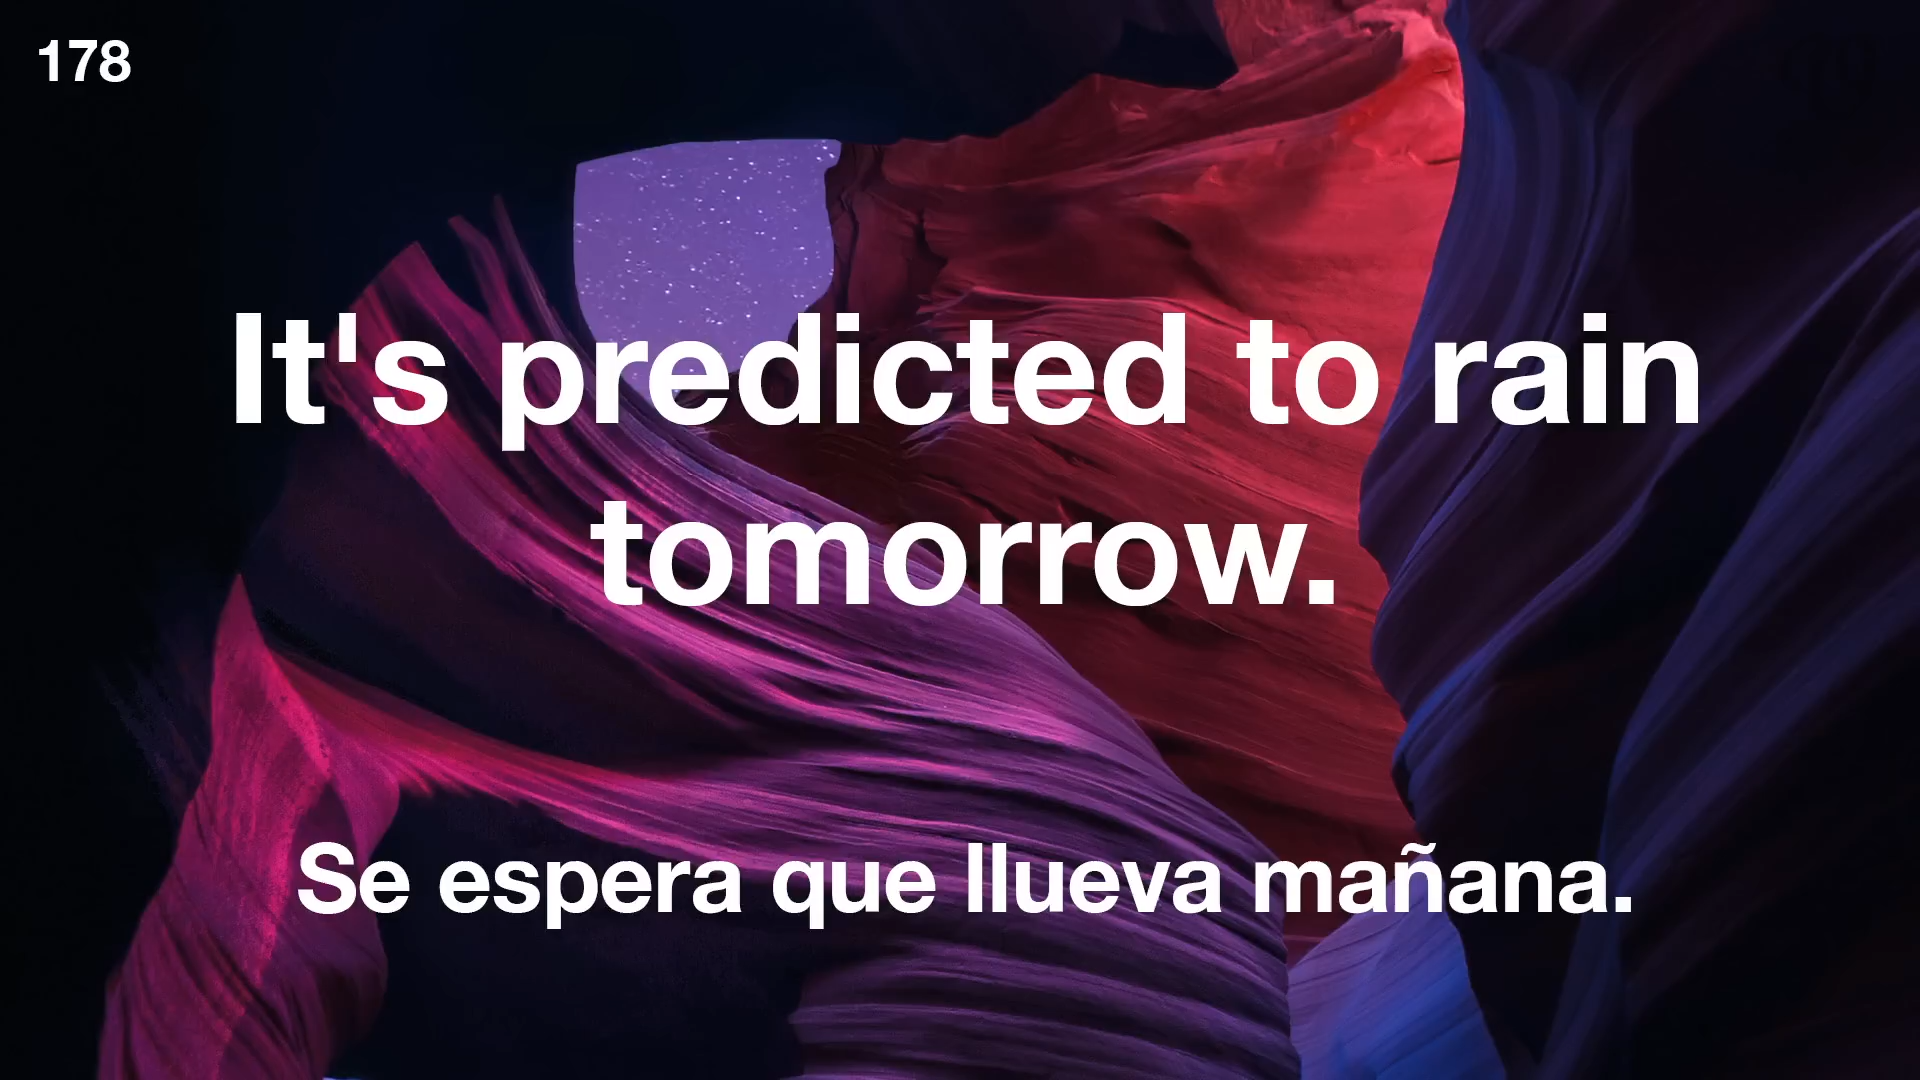 178
It's predicted to rain
tomorrow.
Se espera que llueva mañana.